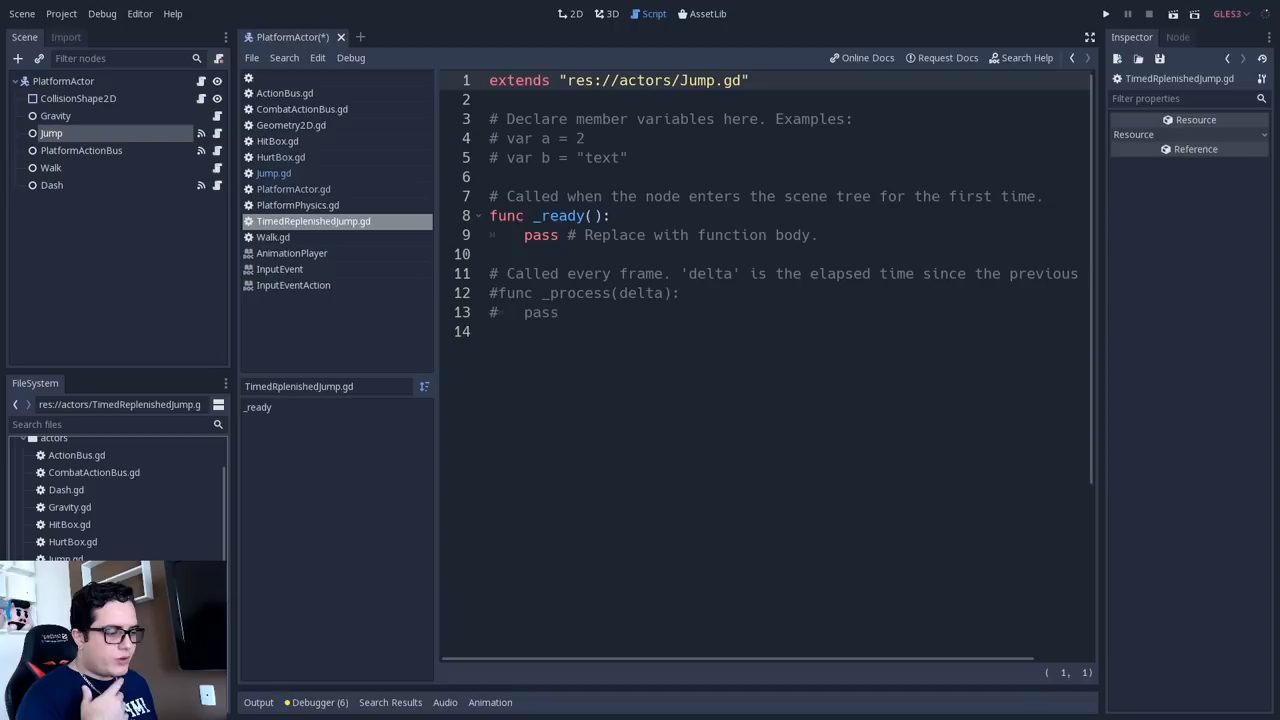 Scene Project Debug Editor Help
2D 3D Script AssetLib
GLES3
Scene Import
Filter nodes
PlatformActor
CollisionShape2D
Gravity
Jump
PlatformActionBus
Walk
Dash
FileSystem
res://actors/TimedReplenishedJump.g
Search files
actors
ActionBus.gd
CombatActionBus.gd
Dash.gd
Gravity.gd
HitBox.gd
HurtBox.gd
Jump.gd
PlatformActor(*)
File Search Edit Debug
Online Docs Request Docs Search Help
ActionBus.gd
CombatActionBus.gd
Geometry2D.gd
HitBox.gd
HurtBox.gd
Jump.gd
PlatformActor.gd
PlatformPhysics.gd
TimedReplenishedJump.gd
Walk.gd
AnimationPlayer
InputEvent
InputEventAction
TimedRplenishedJump.gd
_ready
1 extends "res://actors/Jump.gd"
2
3 # Declare member variables here. Examples:
4 # var a = 2
5 # var b = "text"
6
7 # Called when the node enters the scene tree for the first time.
8 func _ready():
9 pass # Replace with function body.
10
11 # Called every frame. 'delta' is the elapsed time since the previous
12 #func _process(delta):
13 # pass
14
( 1, 1)
Output Debugger (6) Search Results Audio Animation
Inspector Node
TimedRplenishedJump.gd
Filter properties
Resource
Resource
Reference